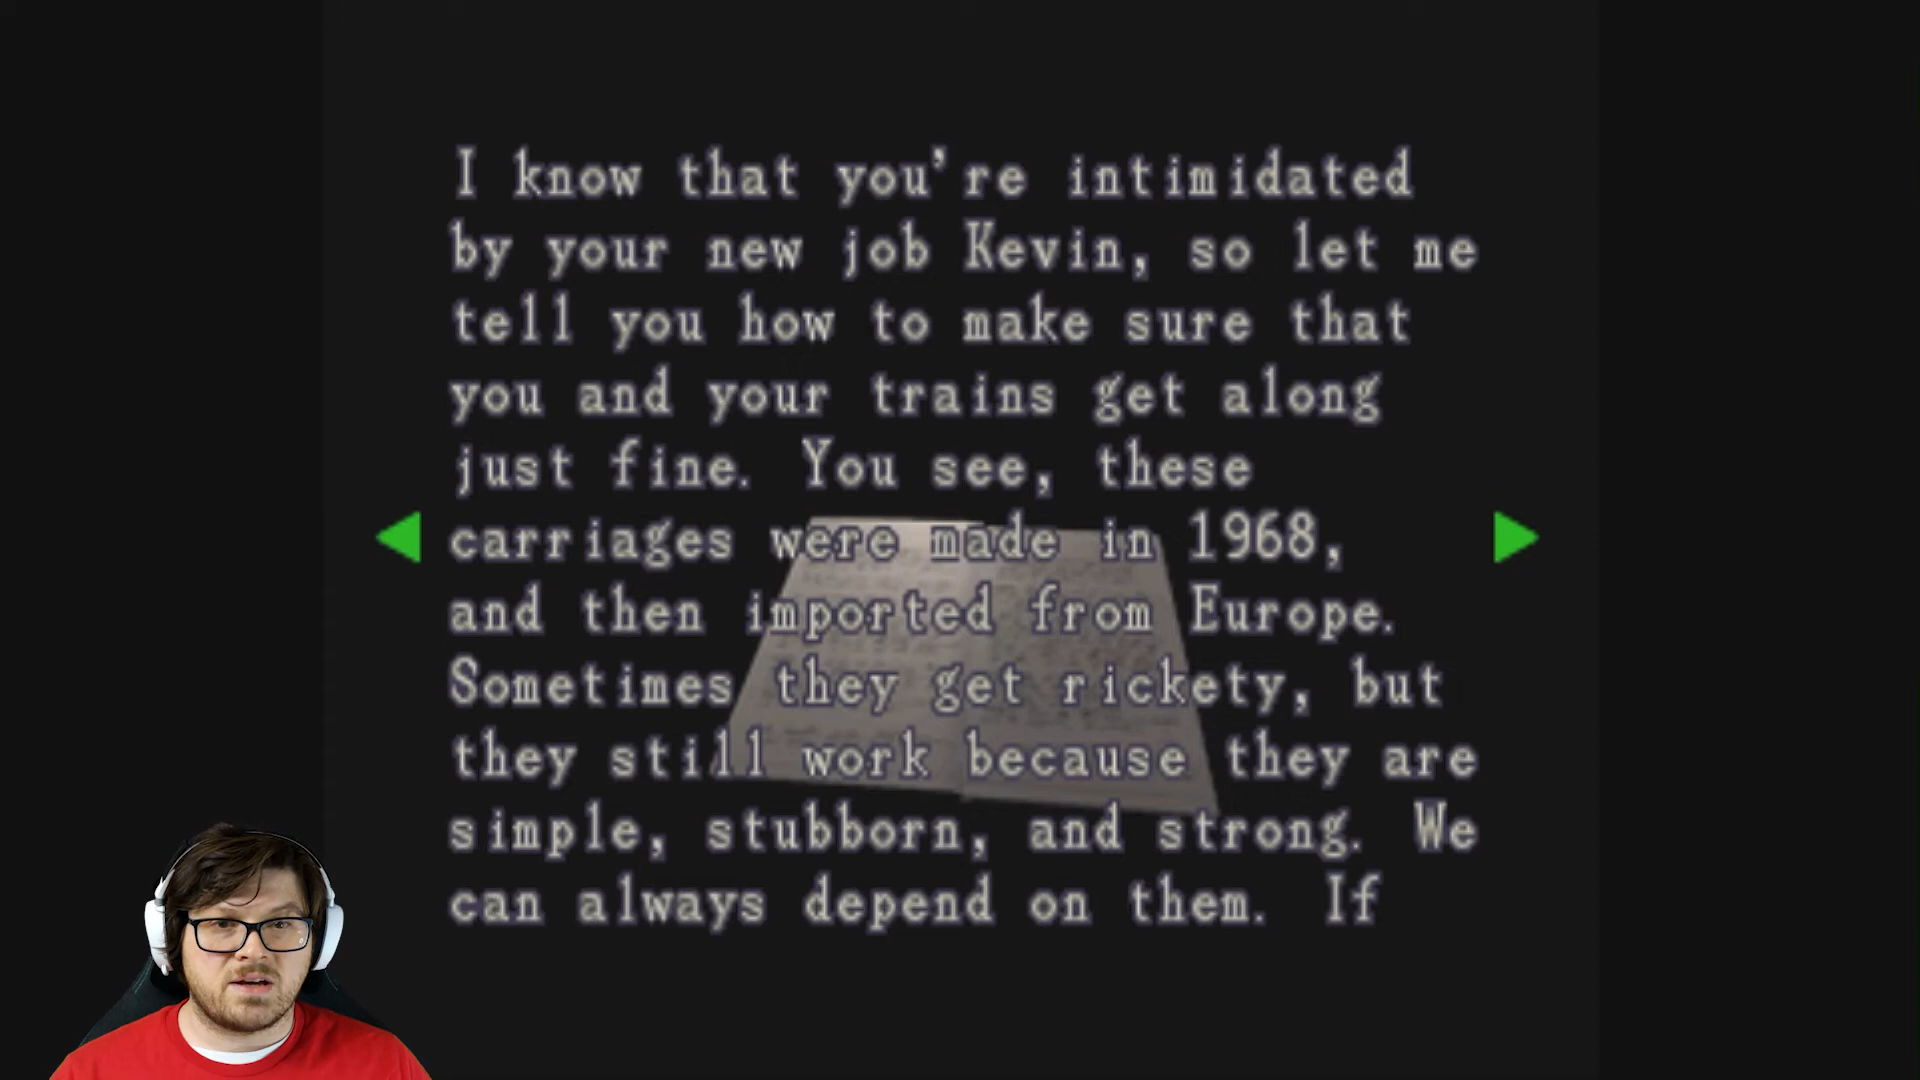 I know that you're intimidated
by your new job Kevin, so let me
tell you how to make sure that
you and your trains get along
just fine. You see, these
carriages were made in 1968,
and then imported from Europe.
Sometimes they get rickety, but
they still work because they are
simple, stubborn, and strong. We
can always depend on them. If